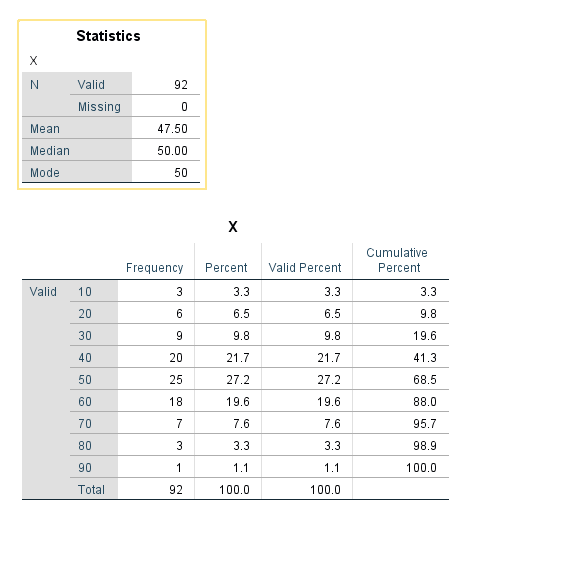 Statistics
X
N Valid 92
Missing 0
Mean 47.50
Median 50.00
Mode 50
X
Frequency Percent Valid Percent Cumulative Percent
Valid 10 3 3.3 3.3 3.3
20 6 6.5 6.5 9.8
30 9 9.8 9.8 19.6
40 20 21.7 21.7 41.3
50 25 27.2 27.2 68.5
60 18 19.6 19.6 88.0
70 7 7.6 7.6 95.7
80 3 3.3 3.3 98.9
90 1 1.1 1.1 100.0
Total 92 100.0 100.0